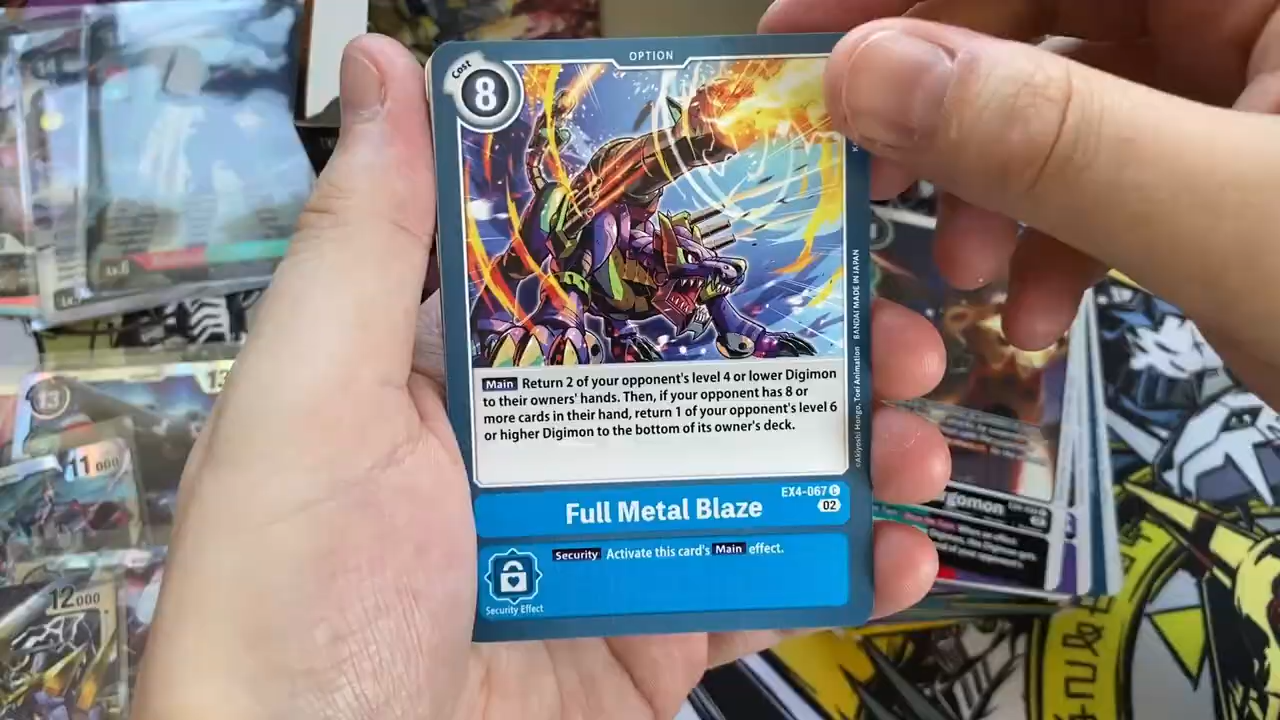 OPTION
Cost
8
Main Return 2 of your opponent's level 4 or lower Digimon
to their owners' hands. Then, if your opponent has 8 or
more cards in their hand, return 1 of your opponent's level 6
or higher Digimon to the bottom of its owner's deck.
©Akiyoshi Hongo, Toei Animation BANDAI MADE IN JAPAN
EX4-067 C
02
Full Metal Blaze
Security Activate this card's Main effect.
Security Effect
13
13
11000
12000
gomon